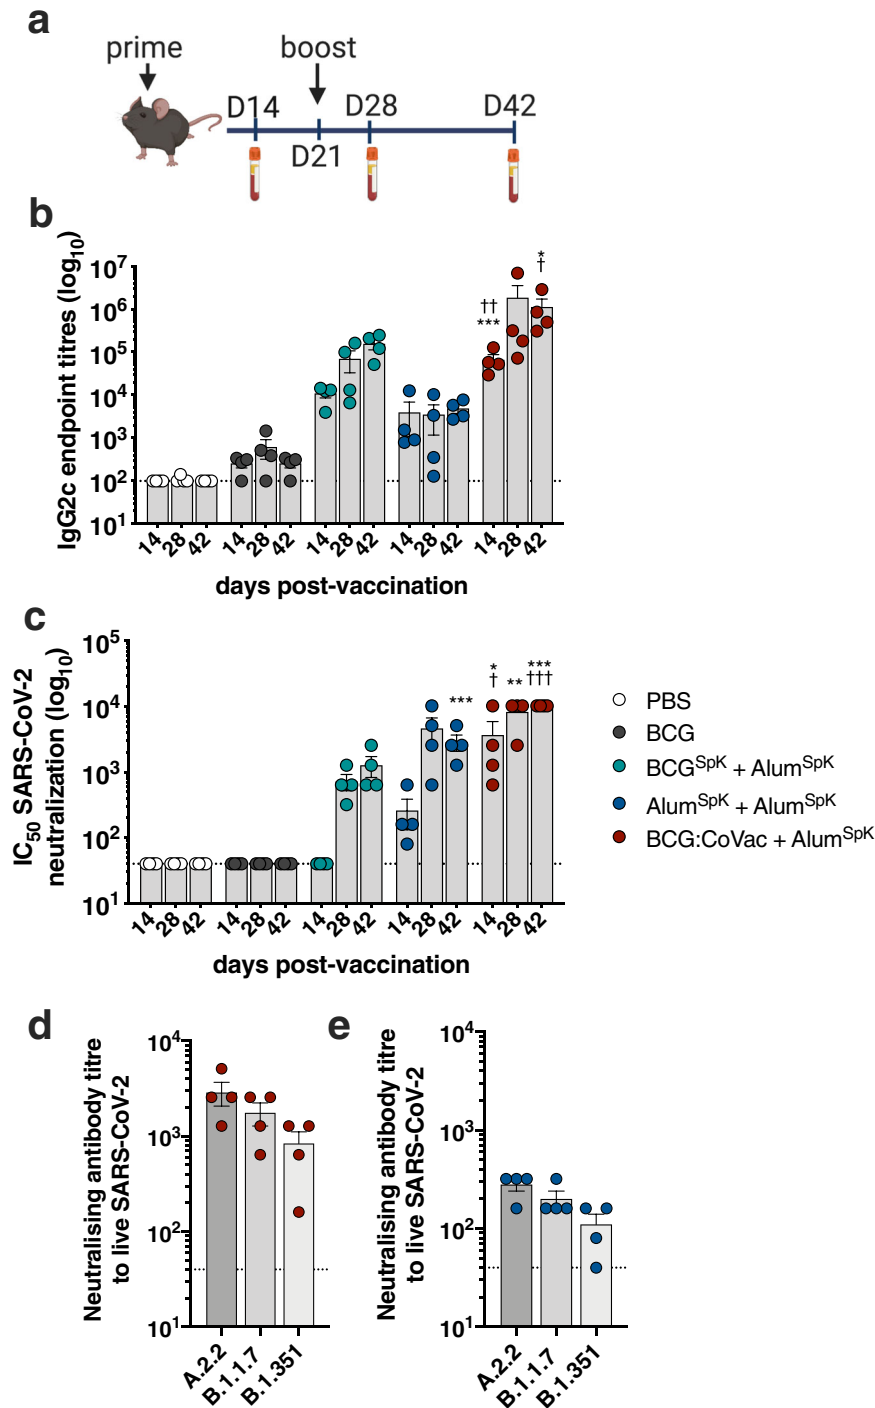 a
prime
boost
D14
D28
D42
D21
b
IgG2c endpoint titres (log10)
10^7
10^6
10^5
10^4
10^3
10^2
10^1
††
***
*
†
14 28 42 14 28 42 14 28 42 14 28 42 14 28 42
days post-vaccination
c
IC50 SARS-CoV-2
neutralization (log10)
10^5
10^4
10^3
10^2
10^1
***
*
†
**
***
†††
14 28 42 14 28 42 14 28 42 14 28 42 14 28 42
days post-vaccination
PBS
BCG
BCG^SpK + Alum^SpK
Alum^SpK + Alum^SpK
BCG:CoVac + Alum^SpK
d
Neutralising antibody titre
to live SARS-CoV-2
10^4
10^3
10^2
10^1
A.2.2
B.1.1.7
B.1.351
e
Neutralising antibody titre
to live SARS-CoV-2
10^4
10^3
10^2
10^1
A.2.2
B.1.1.7
B.1.351